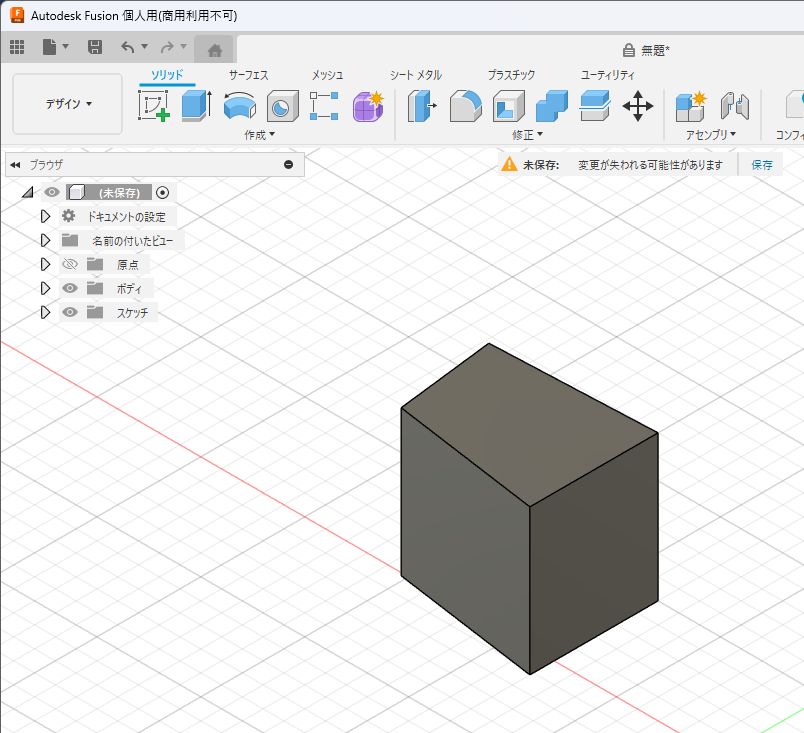 Autodesk Fusion 個人用(商用利用不可)
無題*
デザイン
ソリッド サーフェス メッシュ シート メタル プラスチック ユーティリティ
作成 修正 アセンブリ コンフィ
ブラウザ
未保存: 変更が失われる可能性があります 保存
(未保存)
ドキュメントの設定
名前の付いたビュー
原点
ボディ
スケッチ